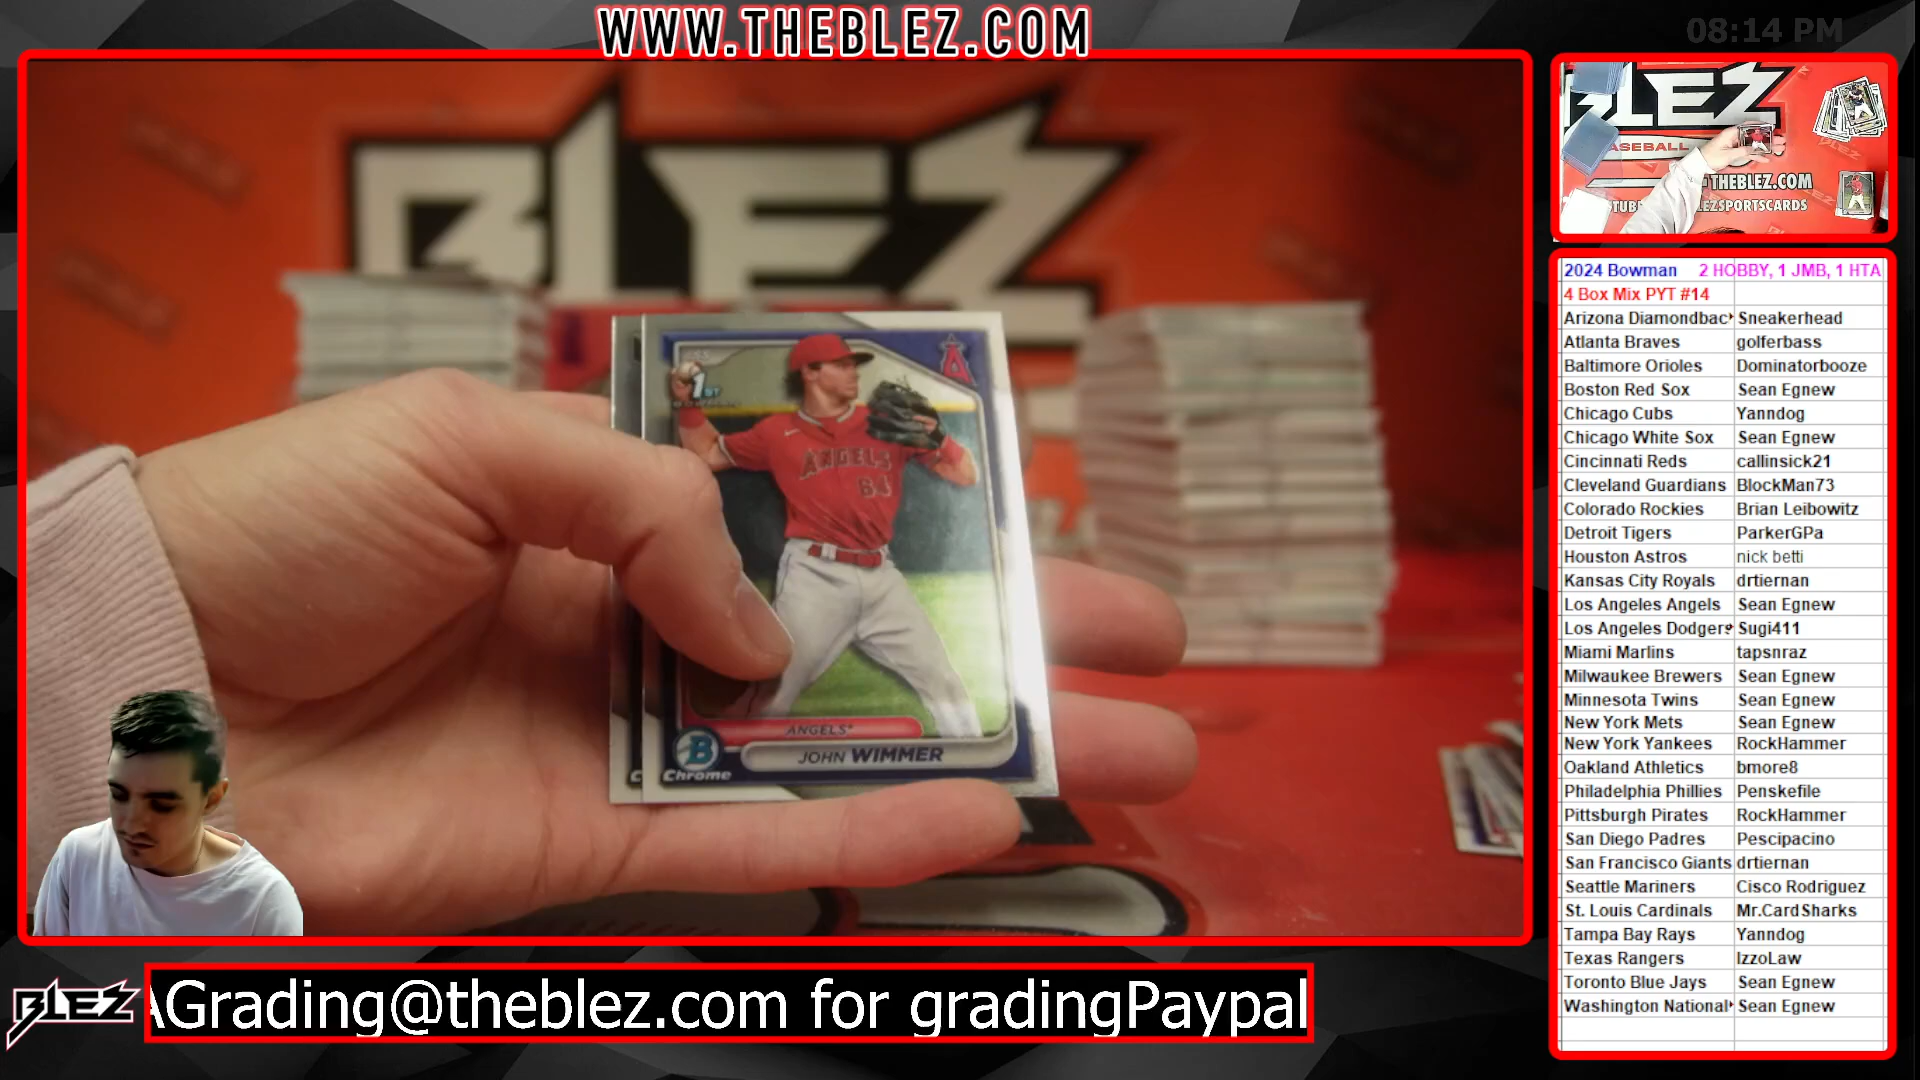 WWW.THEBLEZ.COM
08:14 PM
BLEZ
1ST
A
ANGELS
64
ANGELS
JOHN WIMMER
B
Chrome
BLEZ
ASEBALL
THEBLEZ.COM
LEZSPORTSCARDS
2024 Bowman 2 HOBBY, 1 JMB, 1 HTA
4 Box Mix PYT #14
Arizona Diamondbac Sneakerhead
Atlanta Braves golferbass
Baltimore Orioles Dominatorbooze
Boston Red Sox Sean Egnew
Chicago Cubs Yanndog
Chicago White Sox Sean Egnew
Cincinnati Reds callinsick21
Cleveland Guardians BlockMan73
Colorado Rockies Brian Leibowitz
Detroit Tigers ParkerGPa
Houston Astros nick betti
Kansas City Royals drtiernan
Los Angeles Angels Sean Egnew
Los Angeles Dodgers Sugi411
Miami Marlins tapsnraz
Milwaukee Brewers Sean Egnew
Minnesota Twins Sean Egnew
New York Mets Sean Egnew
New York Yankees RockHammer
Oakland Athletics bmore8
Philadelphia Phillies Penskefile
Pittsburgh Pirates RockHammer
San Diego Padres Pescipacino
San Francisco Giants drtiernan
Seattle Mariners Cisco Rodriguez
St. Louis Cardinals Mr.CardSharks
Tampa Bay Rays Yanndog
Texas Rangers IzzoLaw
Toronto Blue Jays Sean Egnew
Washington National Sean Egnew
BLEZ
AGrading@theblez.com for gradingPaypal